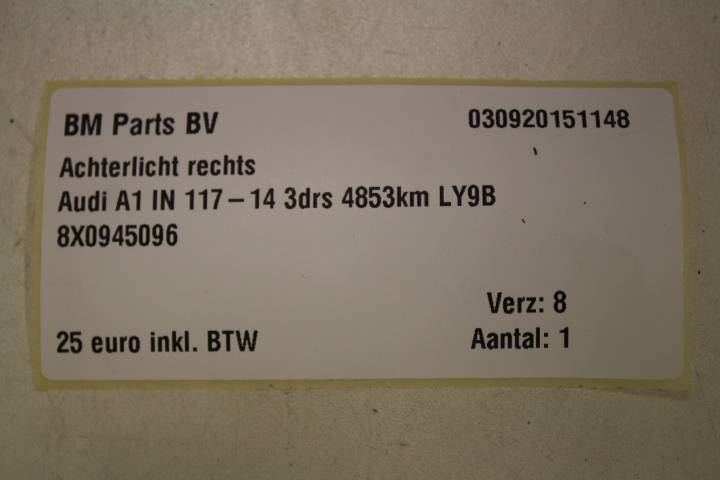 BM Parts BV 030920151148
Achterlicht rechts
Audi A1 IN 117-14 3drs 4853km LY9B
8X0945096
Verz: 8
25 euro inkl. BTW Aantal: 1